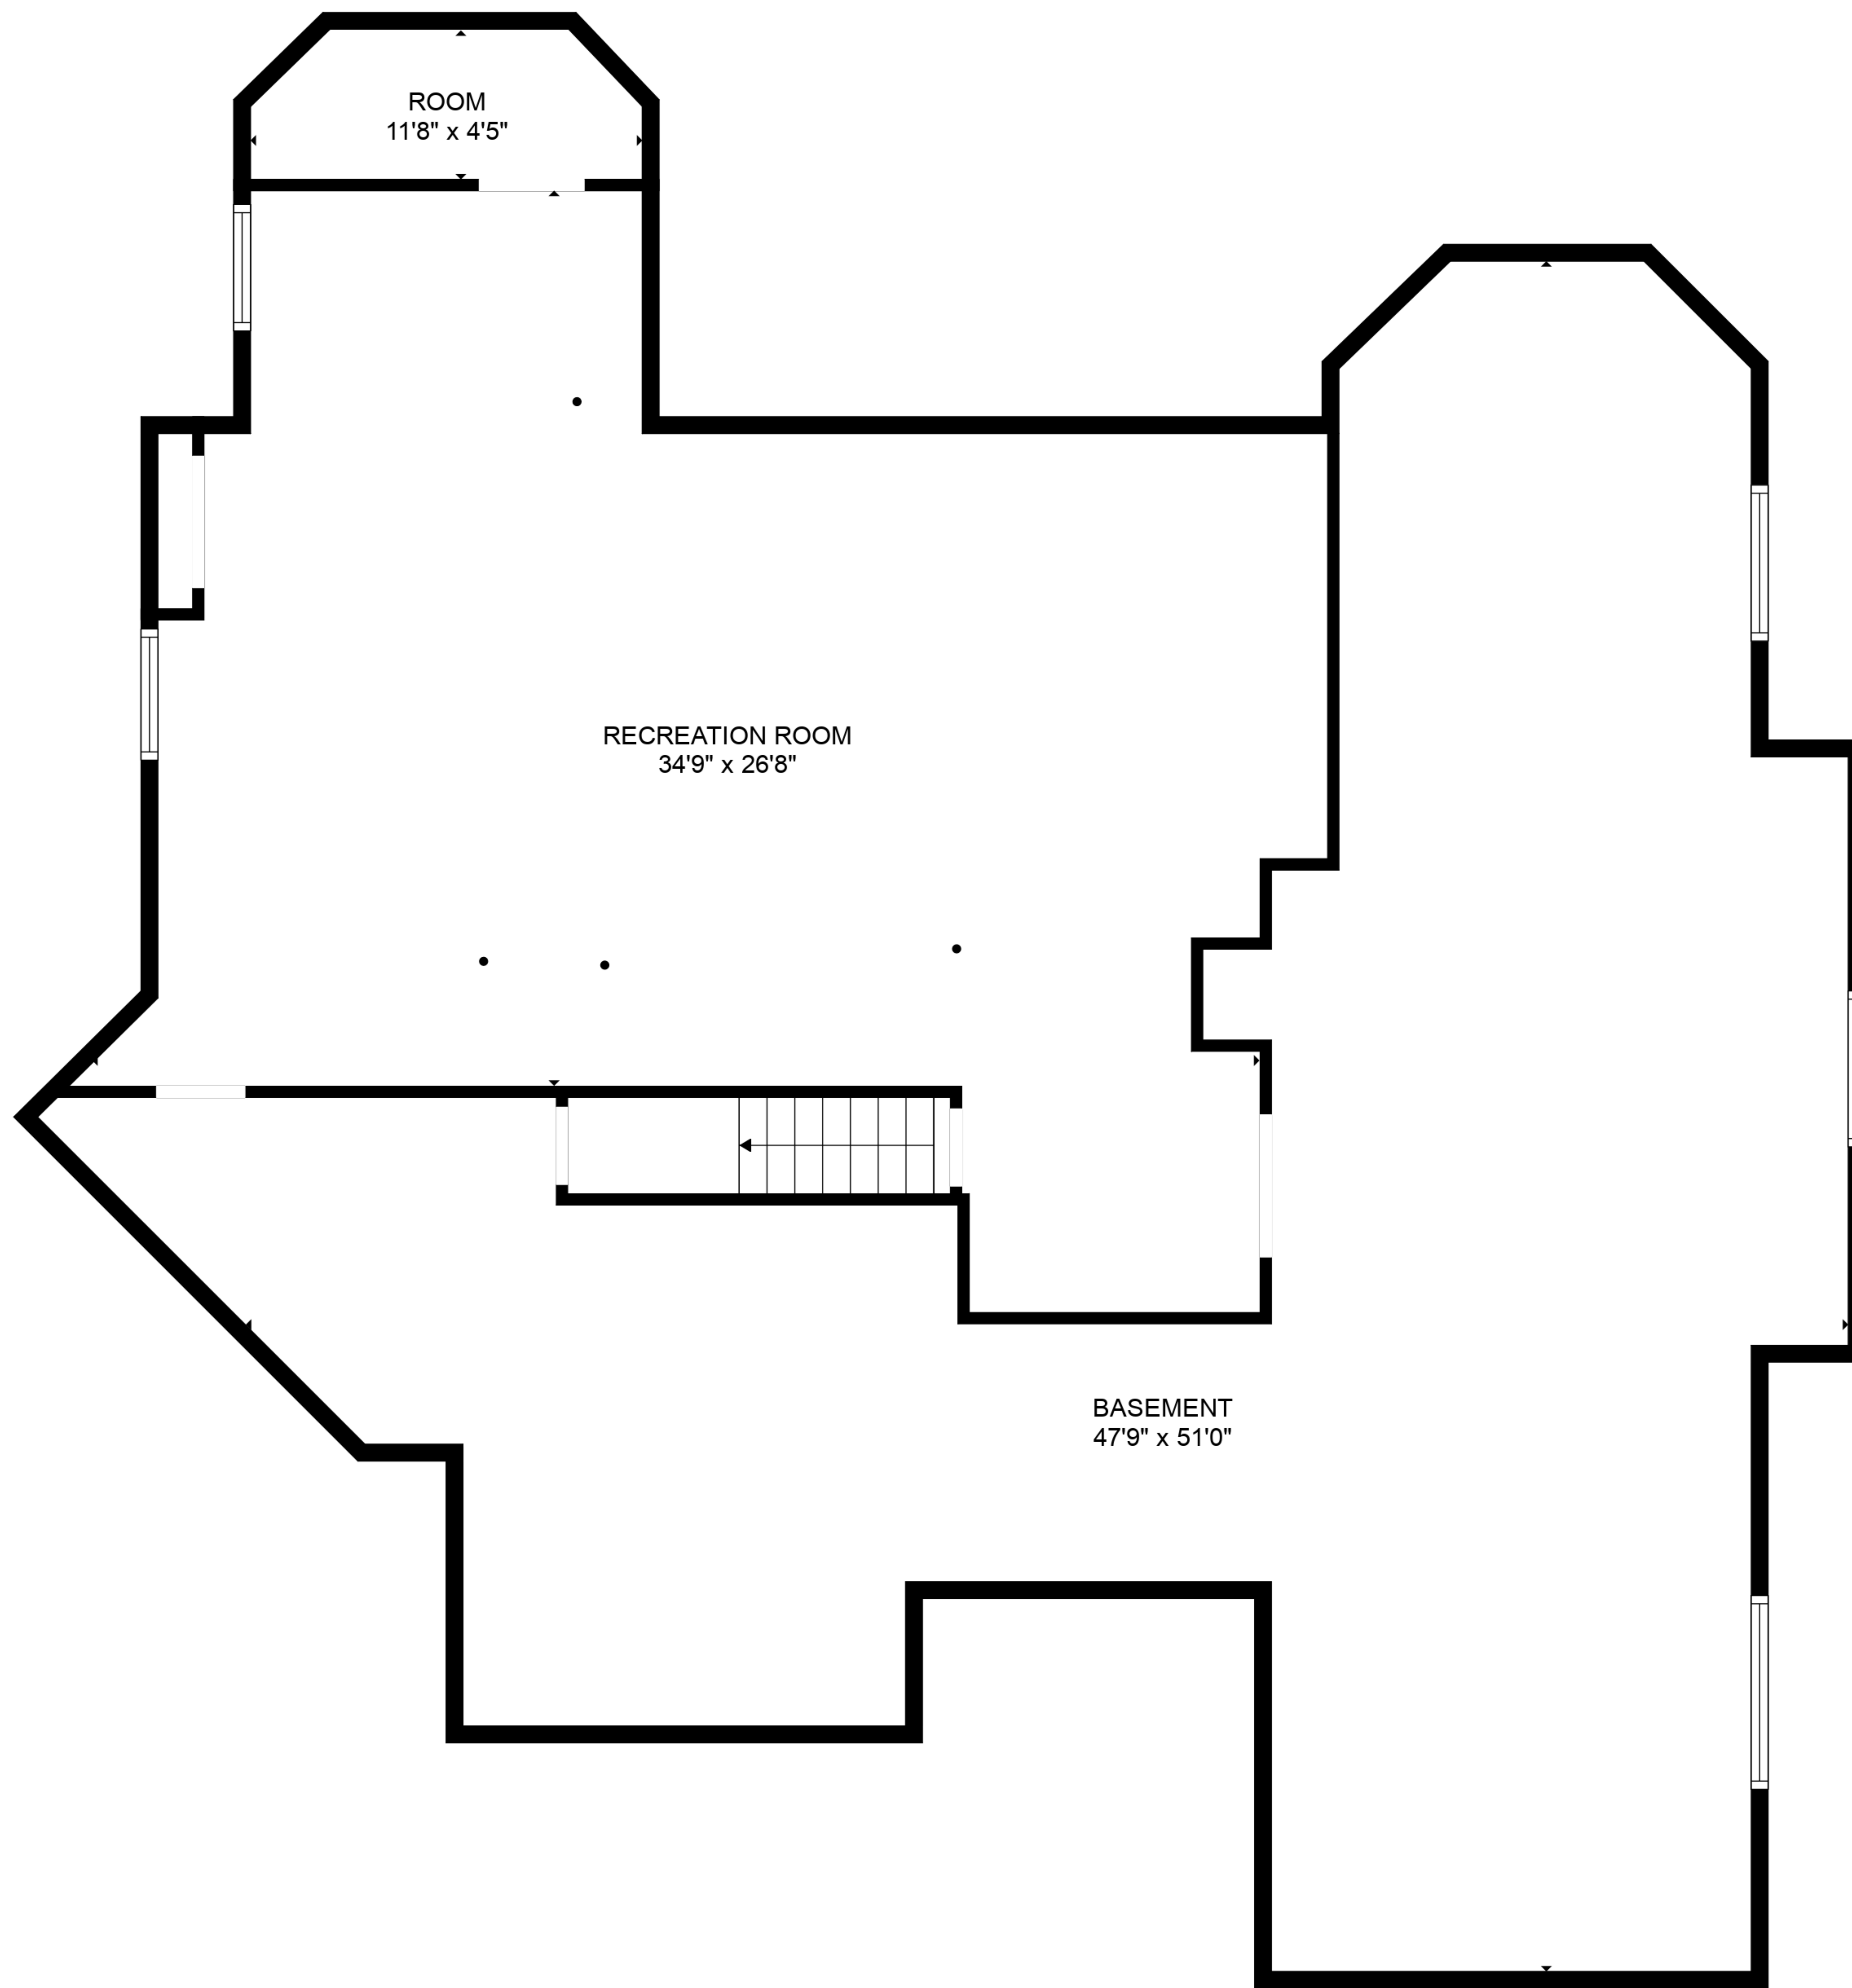 ROOM
11'8" x 4'5"
RECREATION ROOM
34'9" x 26'8"
BASEMENT
47'9" x 51'0"